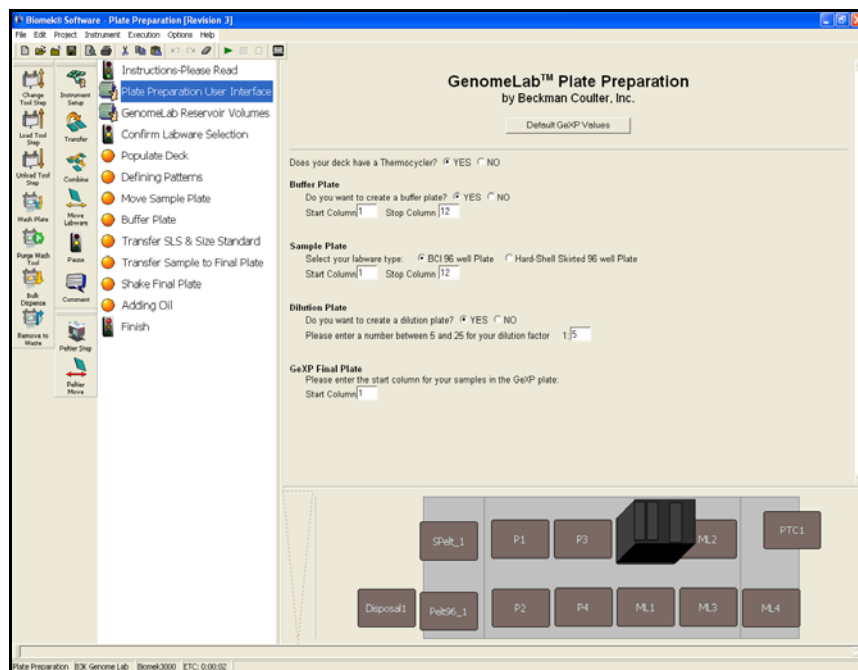 Biomek® Software - Plate Preparation [Revision 3]
File Edit Project Instrument Execution Options Help
Change Tool Step
Load Tool Step
Unload Tool Step
Wash Plate
Purge Wash Tool
Bulk Dispense
Remove to Waste
Instrument Setup
Transfer
Combine
Move Labware
Pause
Comment
Peltier Step
Peltier Move
Instructions-Please Read
Plate Preparation User Interface
GenomeLab Reservoir Volumes
Confirm Labware Selection
Populate Deck
Defining Patterns
Move Sample Plate
Buffer Plate
Transfer SLS & Size Standard
Transfer Sample to Final Plate
Shake Final Plate
Adding Oil
Finish
GenomeLab™ Plate Preparation
by Beckman Coulter, Inc.
Default GeXP Values
Does your deck have a Thermocycler? YES NO
Buffer Plate
Do you want to create a buffer plate? YES NO
Start Column 1 Stop Column 12
Sample Plate
Select your labware type: BCI 96 well Plate Hard-Shell Skirted 96 well Plate
Start Column 1 Stop Column 12
Dilution Plate
Do you want to create a dilution plate? YES NO
Please enter a number between 5 and 25 for your dilution factor 1: 5
GeXP Final Plate
Please enter the start column for your samples in the GeXP plate:
Start Column 1
SPelt_1 P1 P3 ML2 PTC1
Disposal1 Pelt96_1 P2 P4 ML1 ML3 ML4
Plate Preparation B3K Genome Lab Biomek3000 ETC: 0:00:02